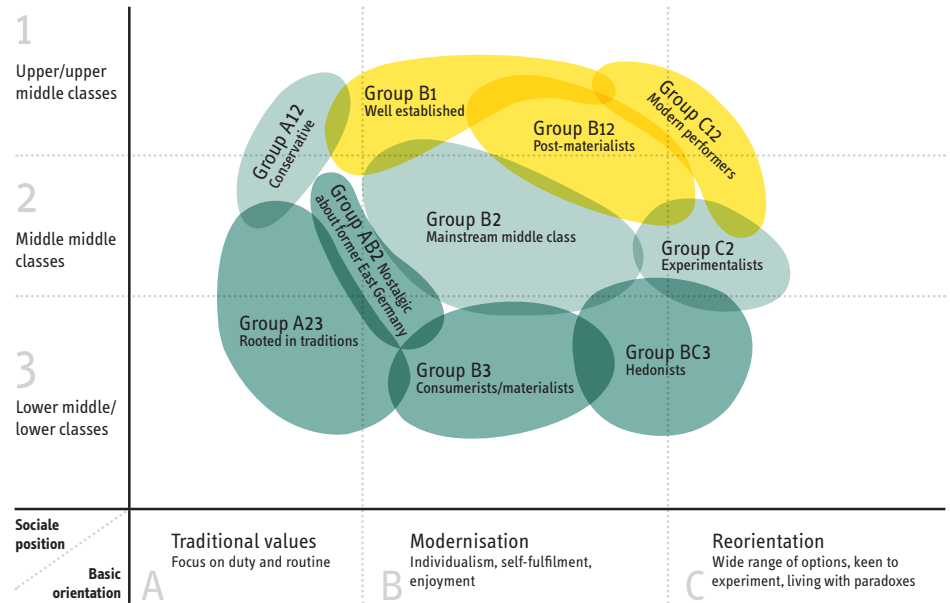 1
Upper/upper
middle classes
2
Middle middle
classes
3
Lower middle/
lower classes
Group A12
Conservative
Group B1
Well established
Group B12
Post-materialists
Group C12
Modern performers
Group AB2 Nostalgic
about former East Germany
Group B2
Mainstream middle class
Group C2
Experimentalists
Group A23
Rooted in traditions
Group B3
Consumerists/materialists
Group BC3
Hedonists
Sociale
position
Basic
orientation
A
Traditional values
Focus on duty and routine
B
Modernisation
Individualism, self-fulfilment,
enjoyment
C
Reorientation
Wide range of options, keen to
experiment, living with paradoxes